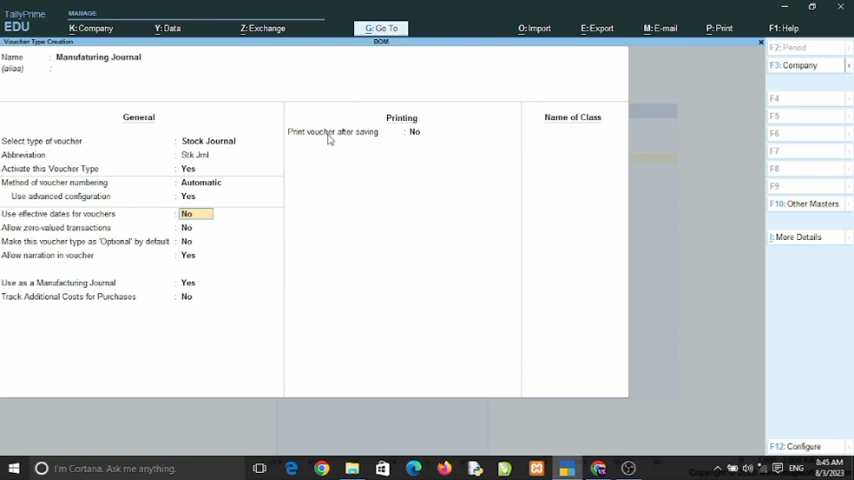 TallyPrime
EDU
MANAGE
K: Company
Y: Data
Z: Exchange
G: Go To
O: Import
E: Export
M: E-mail
P: Print
F1: Help
Voucher Type Creation
BOM
Name : Manufaturing Journal
(alias) :
General
Select type of voucher : Stock Journal
Abbreviation : Stk Jrnl
Activate this Voucher Type : Yes
Method of voucher numbering : Automatic
Use advanced configuration : Yes
Use effective dates for vouchers : No
Allow zero-valued transactions : No
Make this voucher type as 'Optional' by default : No
Allow narration in voucher : Yes
Use as a Manufacturing Journal : Yes
Track Additional Costs for Purchases : No
Printing
Print voucher after saving : No
Name of Class
F2: Period
F3: Company
F4
F5
F6
F7
F8
F9
F10: Other Masters
I: More Details
F12: Configure
I'm Cortana. Ask me anything.
ENG
8:45 AM
8/3/2023